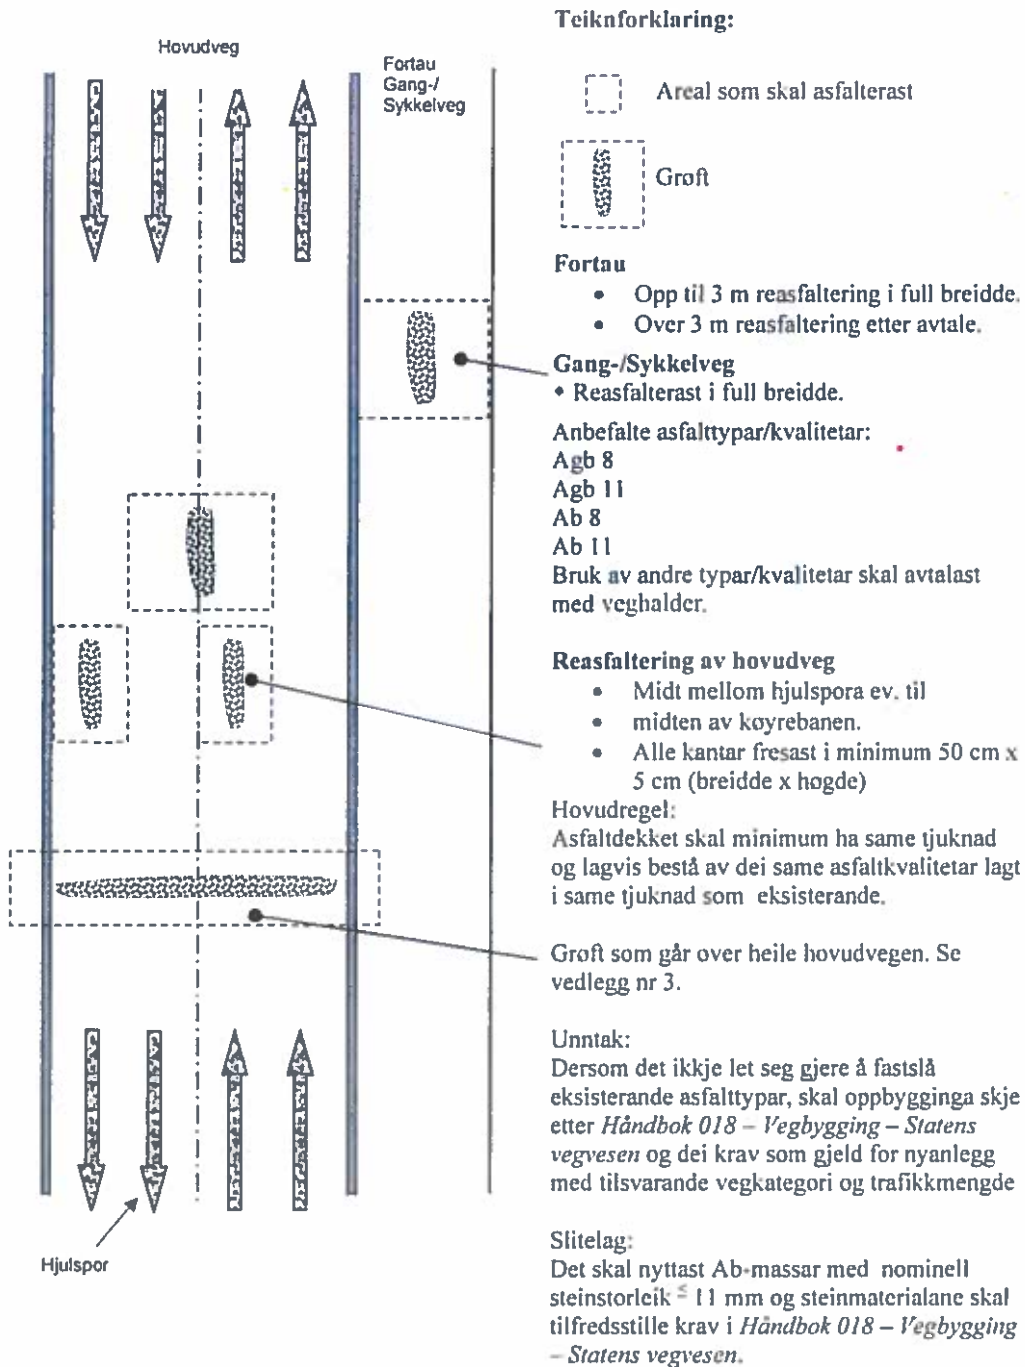 Hovudveg
Fortau
Gang-/
Sykkelveg
Hjulspor
Teiknforklaring:
Areal som skal asfalterast
Grøft
Fortau
• Opp til 3 m reasfaltering i full breidde.
• Over 3 m reasfaltering etter avtale.
Gang-/Sykkelveg
• Reasfalterast i full breidde.
Anbefalte asfalttypar/kvalitetar:
Agb 8
Agb 11
Ab 8
Ab 11
Bruk av andre typar/kvalitetar skal avtalast
med veghalder.
Reasfaltering av hovudveg
• Midt mellom hjulspora ev. til
• midten av køyrebanen.
• Alle kantar fresast i minimum 50 cm x
5 cm (breidde x høgde)
Hovudregel:
Asfaltdekket skal minimum ha same tjuknad
og lagvis bestå av dei same asfaltkvalitetar lagt
i same tjuknad som eksisterande.
Grøft som går over heile hovudvegen. Se
vedlegg nr 3.
Unntak:
Dersom det ikkje let seg gjere å fastslå
eksisterande asfalttypar, skal oppbygginga skje
etter Håndbok 018 – Vegbygging – Statens
vegvesen og dei krav som gjeld for nyanlegg
med tilsvarande vegkategori og trafikkmengde
Slitelag:
Det skal nyttast Ab-massar med nominell
steinstorleik ≤ 11 mm og steinmaterialane skal
tilfredsstille krav i Håndbok 018 – Vegbygging
– Statens vegvesen.